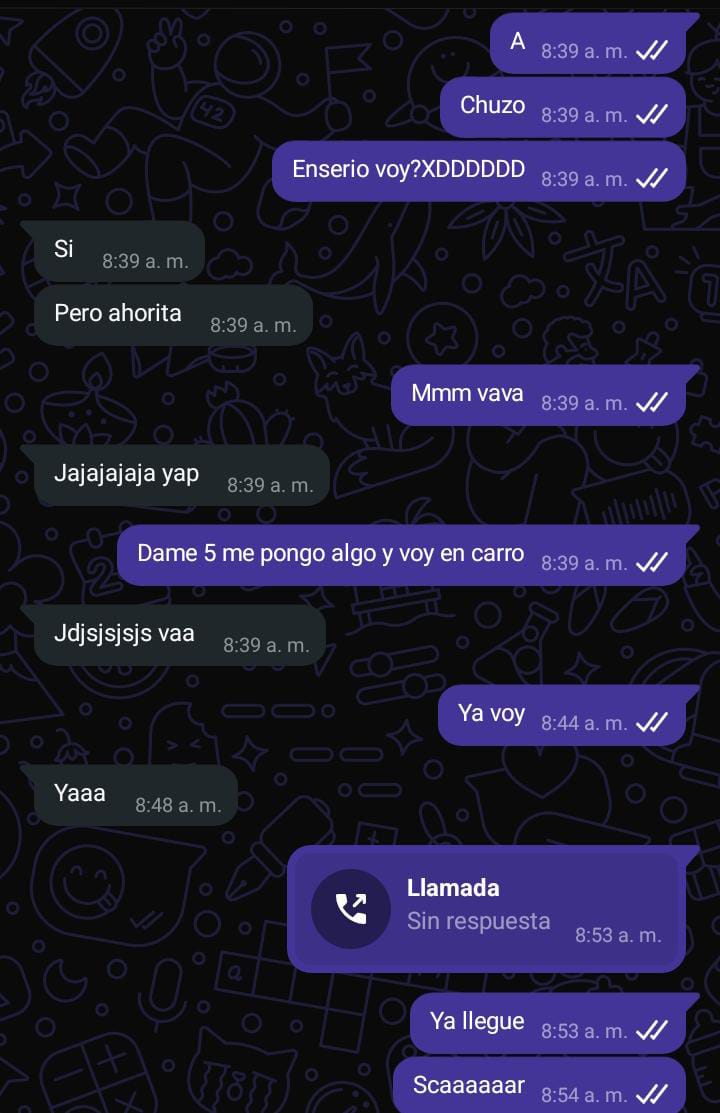 A 8:39 a. m.
Chuzo 8:39 a. m.
Enserio voy?XDDDDDD 8:39 a. m.
Si 8:39 a. m.
Pero ahorita 8:39 a. m.
Mmm vava 8:39 a. m.
Jajajajaja yap 8:39 a. m.
Dame 5 me pongo algo y voy en carro 8:39 a. m.
Jdjsjsjsjs vaa 8:39 a. m.
Ya voy 8:44 a. m.
Yaaa 8:48 a. m.
Llamada
Sin respuesta 8:53 a. m.
Ya llegue 8:53 a. m.
Scaaaaaar 8:54 a. m.